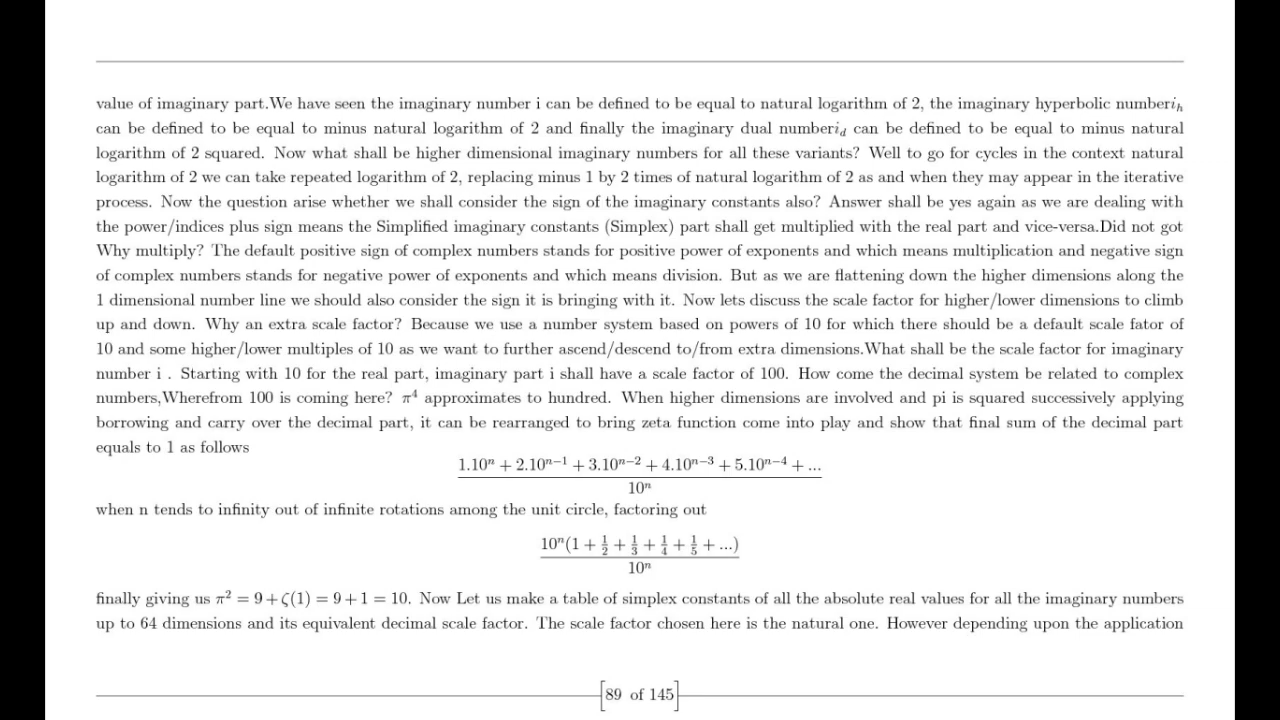 value of imaginary part.We have seen the imaginary number i can be defined to be equal to natural logarithm of 2, the imaginary hyperbolic number$i_h$
can be defined to be equal to minus natural logarithm of 2 and finally the imaginary dual number$i_d$ can be defined to be equal to minus natural
logarithm of 2 squared. Now what shall be higher dimensional imaginary numbers for all these variants? Well to go for cycles in the context natural
logarithm of 2 we can take repeated logarithm of 2, replacing minus 1 by 2 times of natural logarithm of 2 as and when they may appear in the iterative
process. Now the question arise whether we shall consider the sign of the imaginary constants also? Answer shall be yes again as we are dealing with
the power/indices plus sign means the Simplified imaginary constants (Simplex) part shall get multiplied with the real part and vice-versa.Did not got
Why multiply? The default positive sign of complex numbers stands for positive power of exponents and which means multiplication and negative sign
of complex numbers stands for negative power of exponents and which means division. But as we are flattening down the higher dimensions along the
1 dimensional number line we should also consider the sign it is bringing with it. Now lets discuss the scale factor for higher/lower dimensions to climb
up and down. Why an extra scale factor? Because we use a number system based on powers of 10 for which there should be a default scale fator of
10 and some higher/lower multiples of 10 as we want to further ascend/descend to/from extra dimensions.What shall be the scale factor for imaginary
number i . Starting with 10 for the real part, imaginary part i shall have a scale factor of 100. How come the decimal system be related to complex
numbers,Wherefrom 100 is coming here? $\pi^4$ approximates to hundred. When higher dimensions are involved and pi is squared successively applying
borrowing and carry over the decimal part, it can be rearranged to bring zeta function come into play and show that final sum of the decimal part
equals to 1 as follows
$$\frac{1.10^n + 2.10^{n-1} + 3.10^{n-2} + 4.10^{n-3} + 5.10^{n-4} + ...}{10^n}$$
when n tends to infinity out of infinite rotations among the unit circle, factoring out
$$\frac{10^n(1 + \frac{1}{2} + \frac{1}{3} + \frac{1}{4} + \frac{1}{5} + ...)}{10^n}$$
finally giving us $\pi^2 = 9 + \zeta(1) = 9 + 1 = 10$. Now Let us make a table of simplex constants of all the absolute real values for all the imaginary numbers
up to 64 dimensions and its equivalent decimal scale factor. The scale factor chosen here is the natural one. However depending upon the application
[89 of 145]